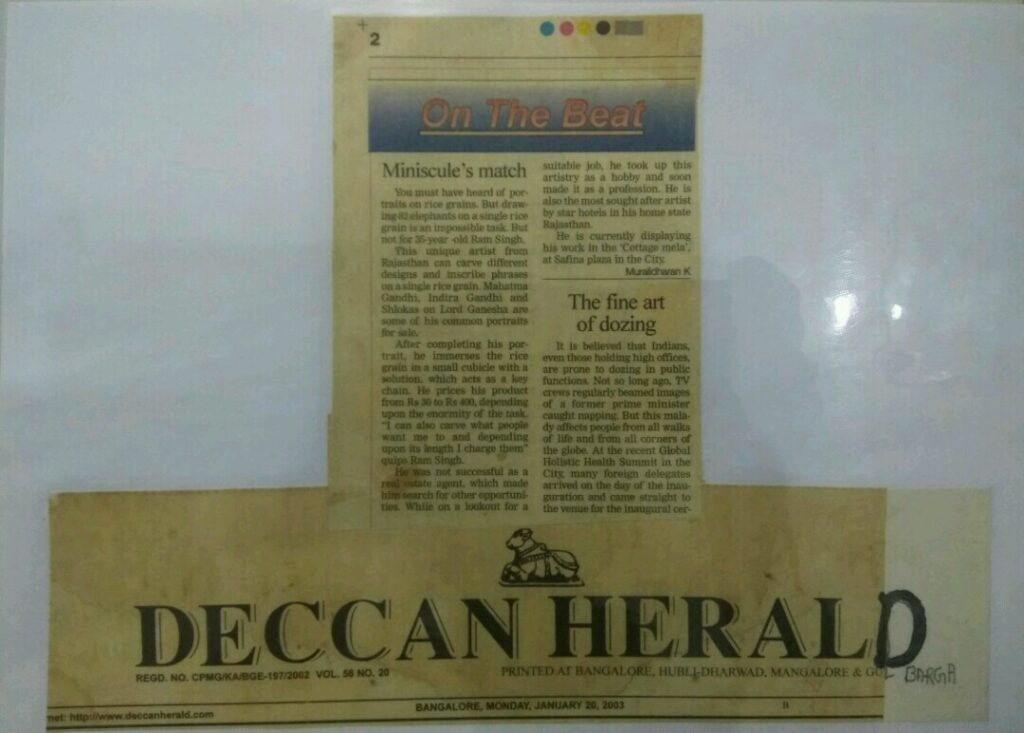 2
On The Beat
Miniscule's match
You must have heard of por-
traits on rice grains. But draw-
ing 82 elephants on a single rice
grain is an impossible task. But
not for 35-year -old Ram Singh.
This unique artist from
Rajasthan can carve different
designs and inscribe phrases
on a single rice grain. Mahatma
Gandhi, Indira Gandhi and
Shlokas on Lord Ganesha are
some of his common portraits
for sale.
After completing his por-
trait, he immerses the rice
grain in a small cubicle with a
solution, which acts as a key
chain. He prices his product
from Rs 30 to Rs 400, depending
upon the enormity of the task.
"I can also carve what people
want me to and depending
upon its length I charge them"
quips Ram Singh.
He was not successful as a
real estate agent, which made
him search for other opportuni-
ties. While on a lookout for a
suitable job, he took up this
artistry as a hobby and soon
made it as a profession. He is
also the most sought after artist
by star hotels in his home state
Rajasthan.
He is currently displaying
his work in the 'Cottage mela',
at Safina plaza in the City.
Muralidharan K
The fine art
of dozing
It is believed that Indians,
even those holding high offices,
are prone to dozing in public
functions. Not so long ago, TV
crews regularly beamed images
of a former prime minister
caught napping. But this mala-
dy affects people from all walks
of life and from all corners of
the globe. At the recent Global
Holistic Health Summit in the
City, many foreign delegates
arrived on the day of the inau-
guration and came straight to
the venue for the inaugural cer-
DECCAN HERALD
REGD. NO. CPMG/KA/BGE-197/2002 VOL. 56 NO. 20
PRINTED AT BANGALORE, HUBLI-DHARWAD, MANGALORE & GUL BARGA
net: http://www.deccanherald.com
BANGALORE, MONDAY, JANUARY 20, 2003
B